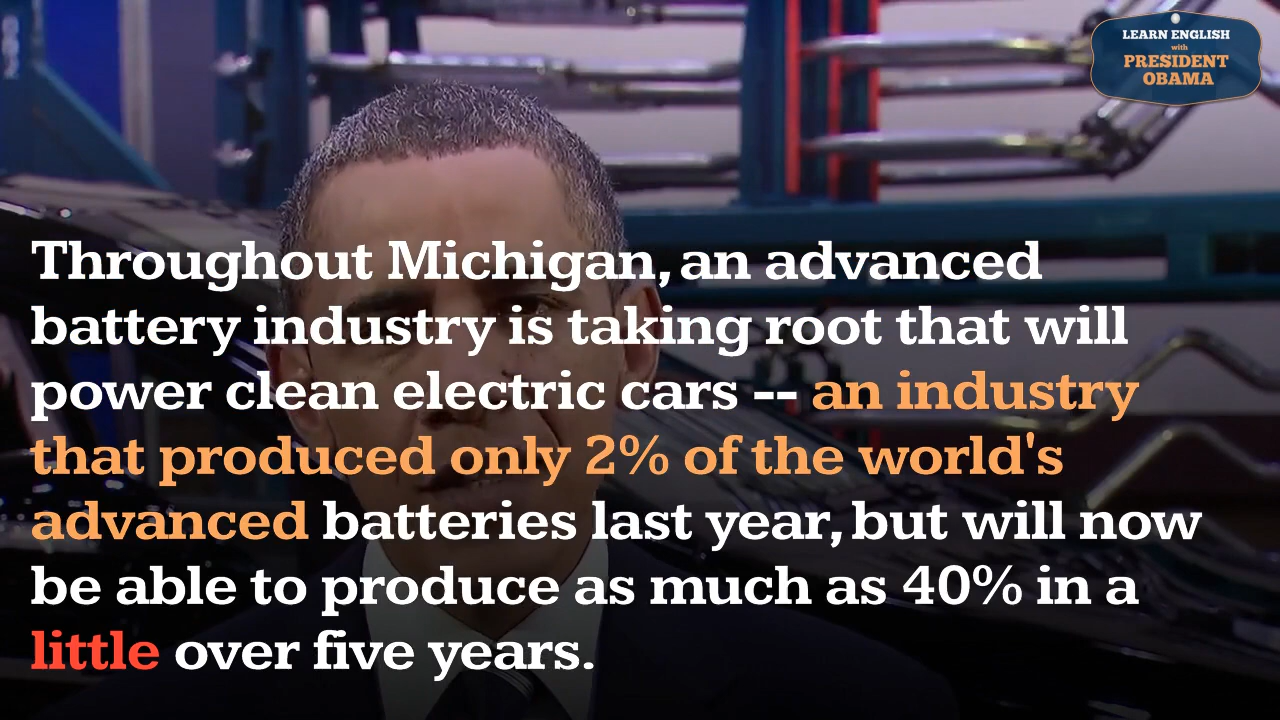 LEARN ENGLISH
with
PRESIDENT
OBAMA
Throughout Michigan, an advanced
battery industry is taking root that will
power clean electric cars -- an industry
that produced only 2% of the world's
advanced batteries last year, but will now
be able to produce as much as 40% in a
little over five years.